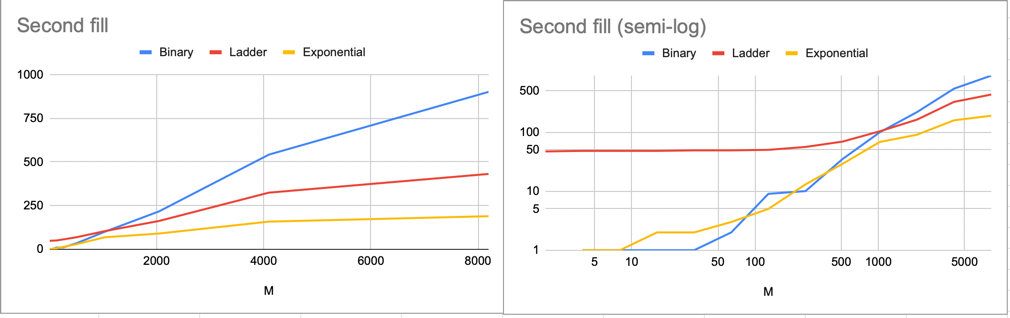 Second fill
Binary Ladder Exponential
1000
750
500
250
0
2000 4000 6000 8000
M
Second fill (semi-log)
Binary Ladder Exponential
500
100
50
10
5
1
5 10 50 100 500 1000 5000
M